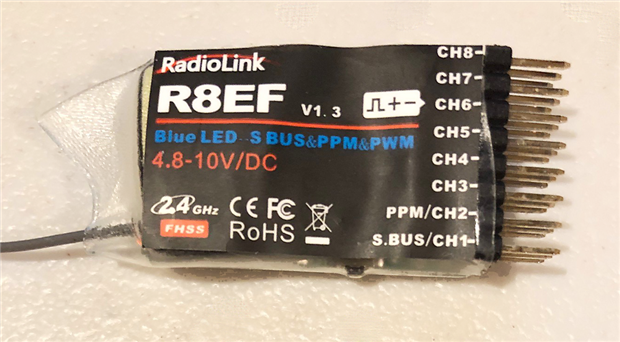 RadioLink
R8EF V1.3
+ -
Blue LED--S BUS&PPM&PWM
4.8-10V/DC
2.4GHz
FHSS
CE FC
RoHS
CH8-
CH7-
CH6-
CH5-
CH4-
CH3-
PPM/CH2-
S.BUS/CH1-